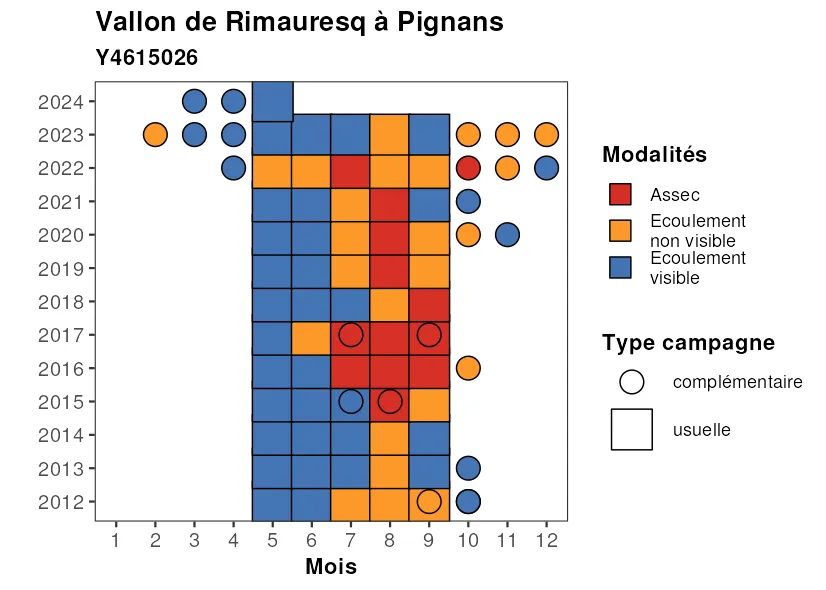 Vallon de Rimauresq à Pignans
Y4615026
2024
2023
2022
2021
2020
2019
2018
2017
2016
2015
2014
2013
2012
1 2 3 4 5 6 7 8 9 10 11 12
Mois
Modalités
Assec
Ecoulement
non visible
Ecoulement
visible
Type campagne
complémentaire
usuelle